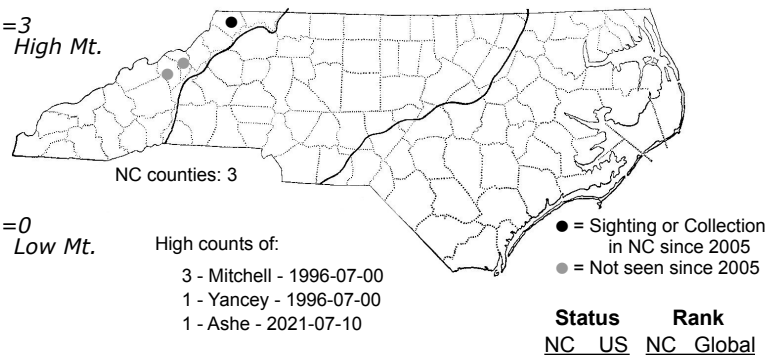 =3
High Mt.
NC counties: 3
=0
Low Mt.
High counts of:
3 - Mitchell - 1996-07-00
1 - Yancey - 1996-07-00
1 - Ashe - 2021-07-10
● = Sighting or Collection
in NC since 2005
● = Not seen since 2005
Status Rank
NC US NC Global